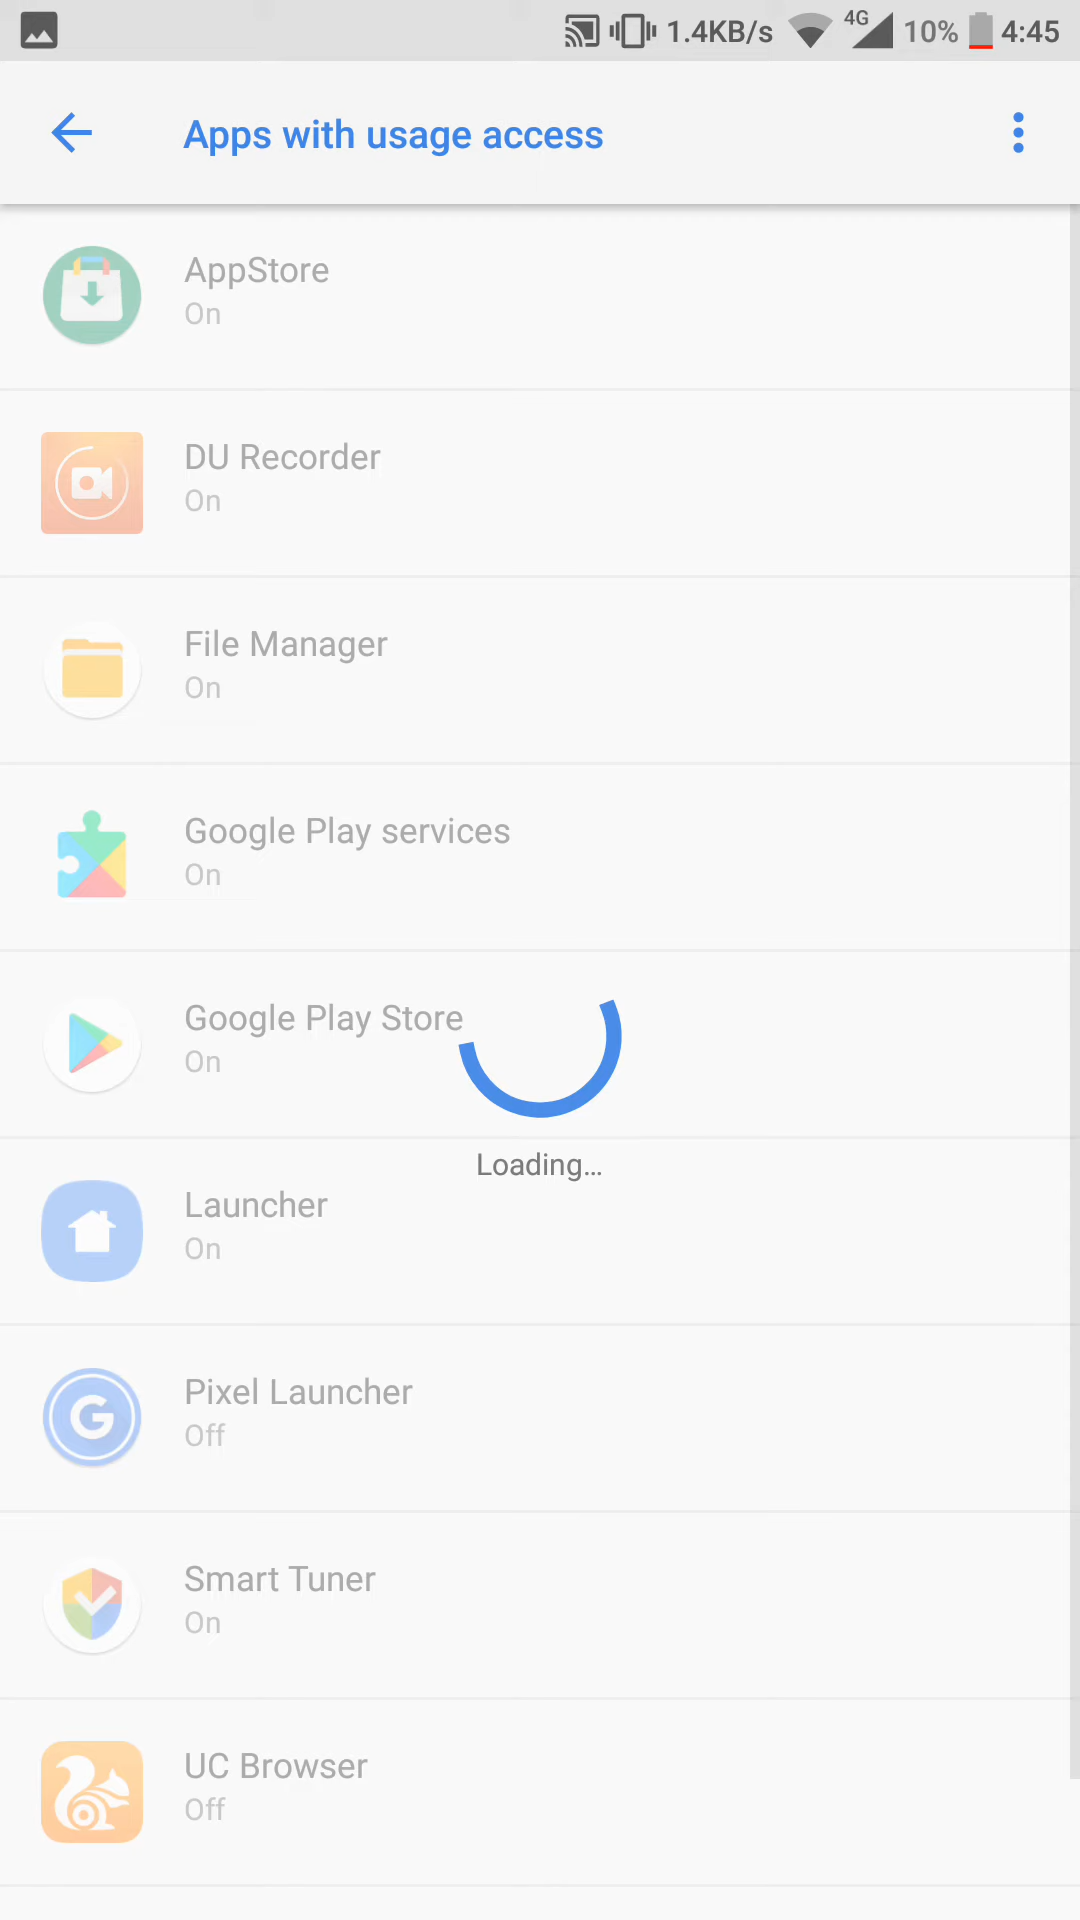 1.4KB/s 4G 10% 4:45
Apps with usage access
AppStore
On
DU Recorder
On
File Manager
On
Google Play services
On
Google Play Store
On
Loading...
Launcher
On
Pixel Launcher
Off
Smart Tuner
On
UC Browser
Off